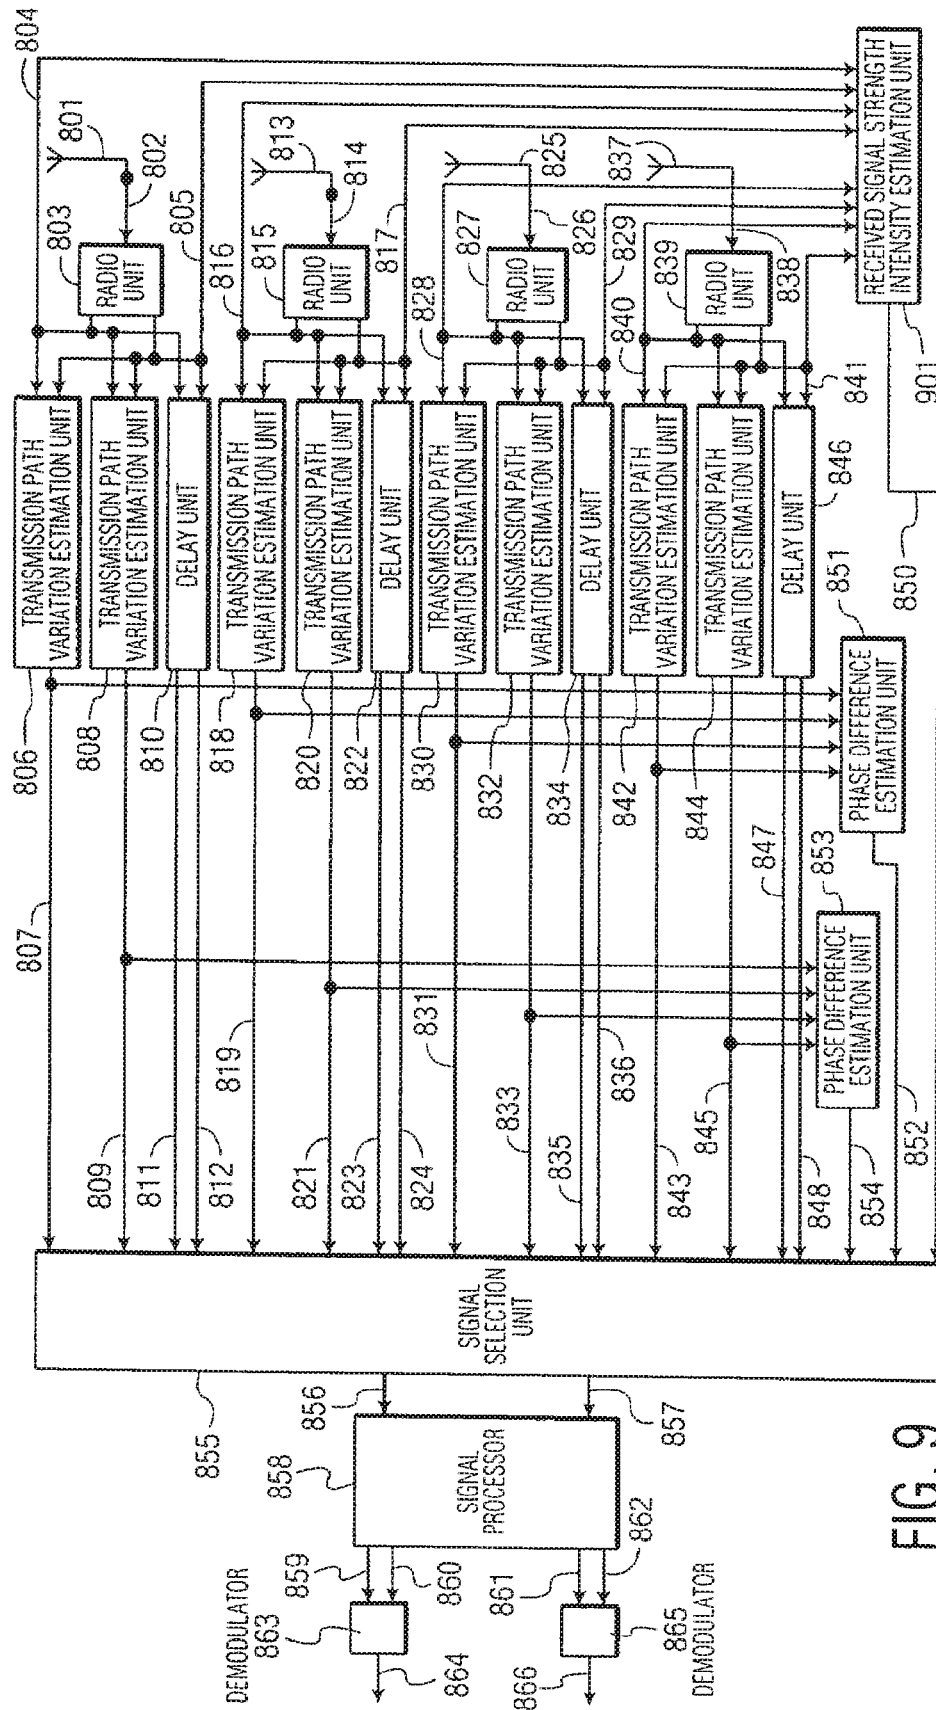 804
801
802
803
RADIO
UNIT
805
816
813
814
815
RADIO
UNIT
817
828
825
826
827
RADIO
UNIT
829
840
837
838
839
RADIO
UNIT
841
RECEIVED SIGNAL STRENGTH
INTENSITY ESTIMATION UNIT
901
850
TRANSMISSION PATH
VARIATION ESTIMATION UNIT
806
TRANSMISSION PATH
VARIATION ESTIMATION UNIT
808
DELAY UNIT
810
TRANSMISSION PATH
VARIATION ESTIMATION UNIT
818
TRANSMISSION PATH
VARIATION ESTIMATION UNIT
820
DELAY UNIT
822
TRANSMISSION PATH
VARIATION ESTIMATION UNIT
830
TRANSMISSION PATH
VARIATION ESTIMATION UNIT
832
DELAY UNIT
834
TRANSMISSION PATH
VARIATION ESTIMATION UNIT
842
TRANSMISSION PATH
VARIATION ESTIMATION UNIT
844
DELAY UNIT
846
847
851
PHASE DIFFERENCE
ESTIMATION UNIT
853
PHASE DIFFERENCE
ESTIMATION UNIT
807
809
811
812
819
821
823
824
831
833
835
836
843
845
848
854
852
SIGNAL
SELECTION
UNIT
855
856
857
858
SIGNAL
PROCESSOR
859
860
861
862
DEMODULATOR
863
864
865
DEMODULATOR
866
FIG. 9